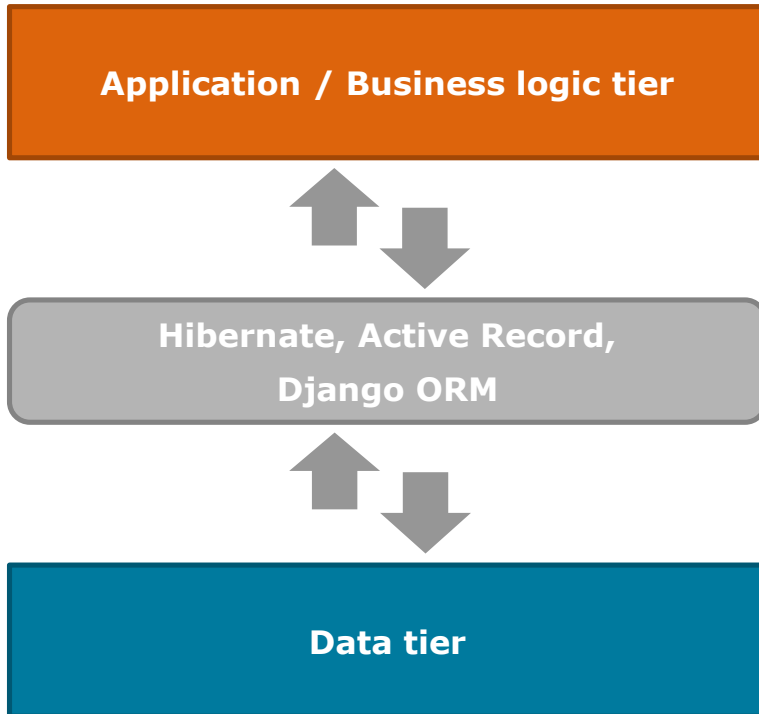 Application / Business logic tier
Hibernate, Active Record,
Django ORM
Data tier